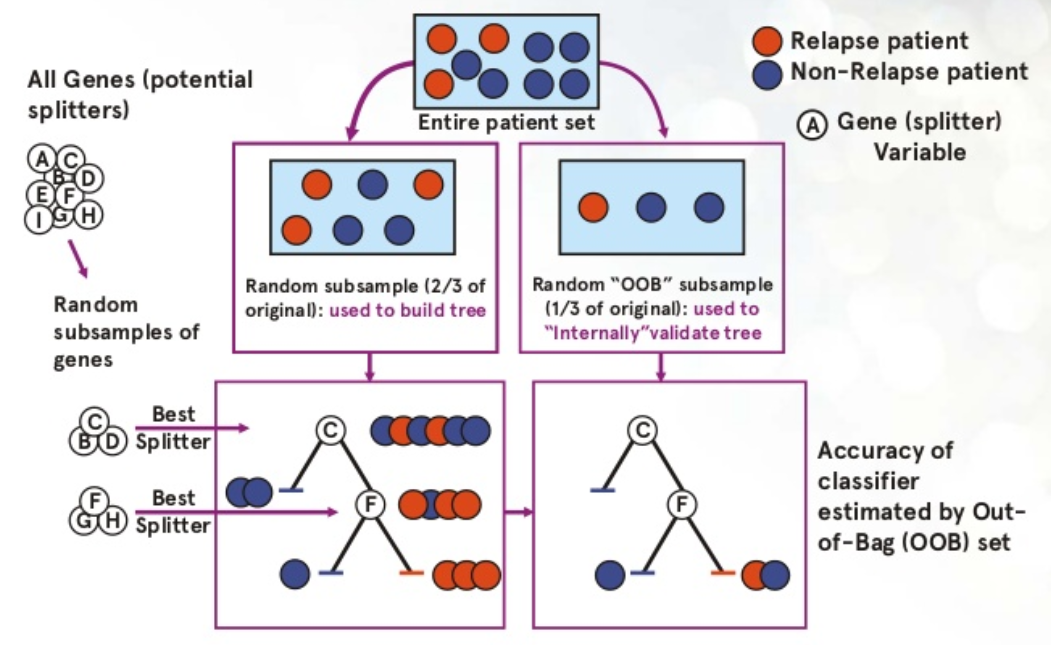 Relapse patient
Non-Relapse patient
A Gene (splitter)
Variable
All Genes (potential
splitters)
Entire patient set
A C
B D
E F
I G H
Random subsample (2/3 of
original): used to build tree
Random “OOB” subsample
(1/3 of original): used to
“Internally”validate tree
Random
subsamples of
genes
C
B D
Best
Splitter
F
G H
Best
Splitter
C
F
C
F
Accuracy of
classifier
estimated by Out-
of-Bag (OOB) set